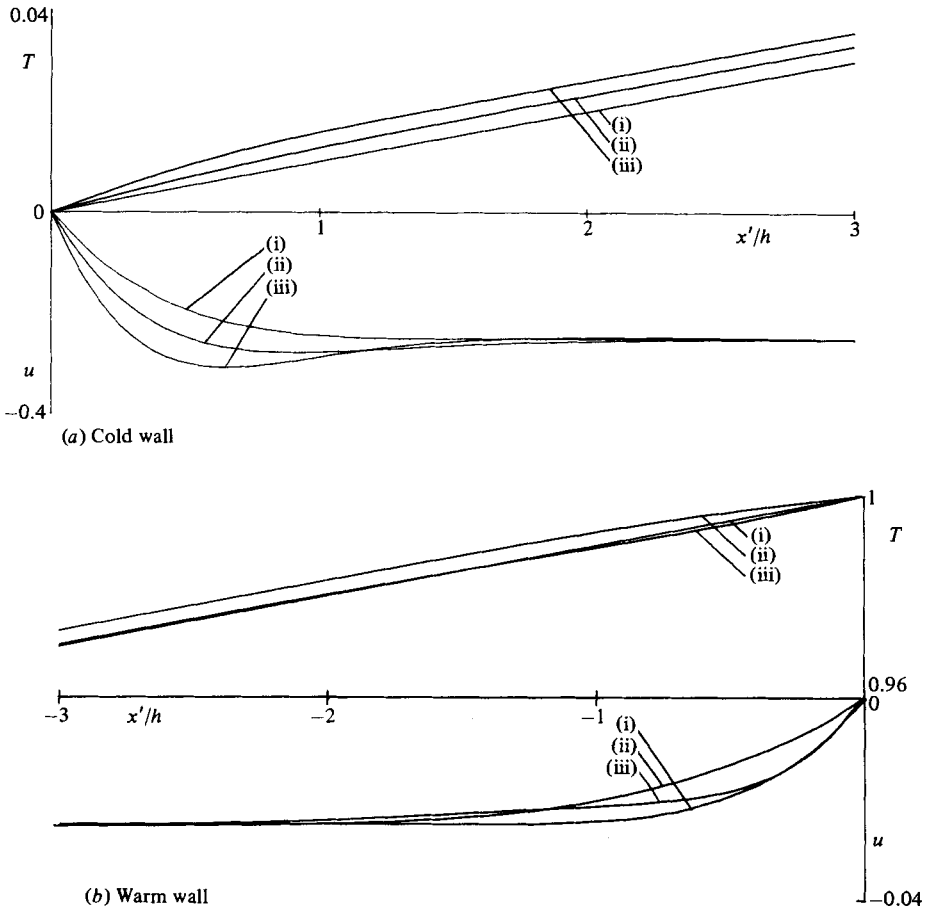 0.04
T
(i)
(ii)
(iii)
0
1
2
3
x′/h
(i)
(ii)
(iii)
u
−0.4
(a) Cold wall
1
T
(i)
(ii)
(iii)
0.96
0
−3
x′/h
−2
−1
(i)
(ii)
(iii)
u
−0.04
(b) Warm wall